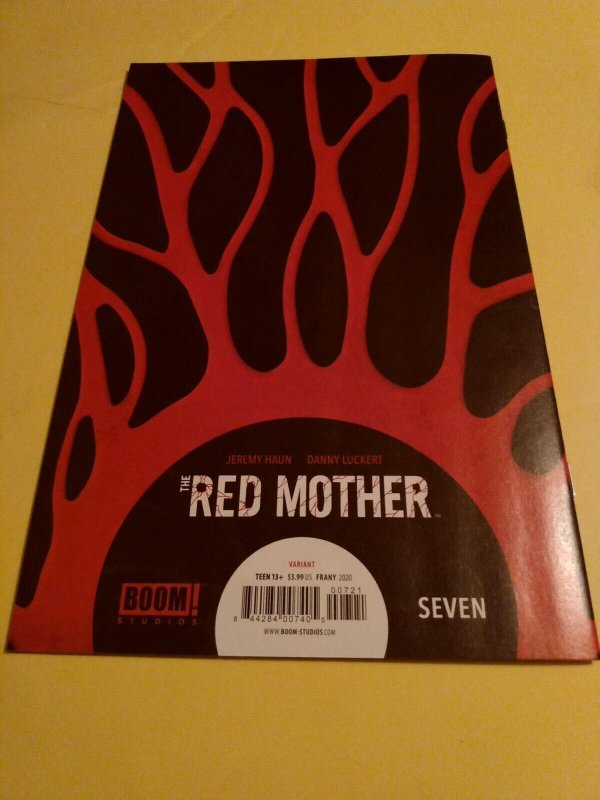 JEREMY HAUN DANNY LUCKERT
THE RED MOTHER™
VARIANT
TEEN 13+ $3.99 US FRANY 2020
00721
8 44284 00740 5
WWW.BOOM-STUDIOS.COM
BOOM!
STUDIOS
SEVEN